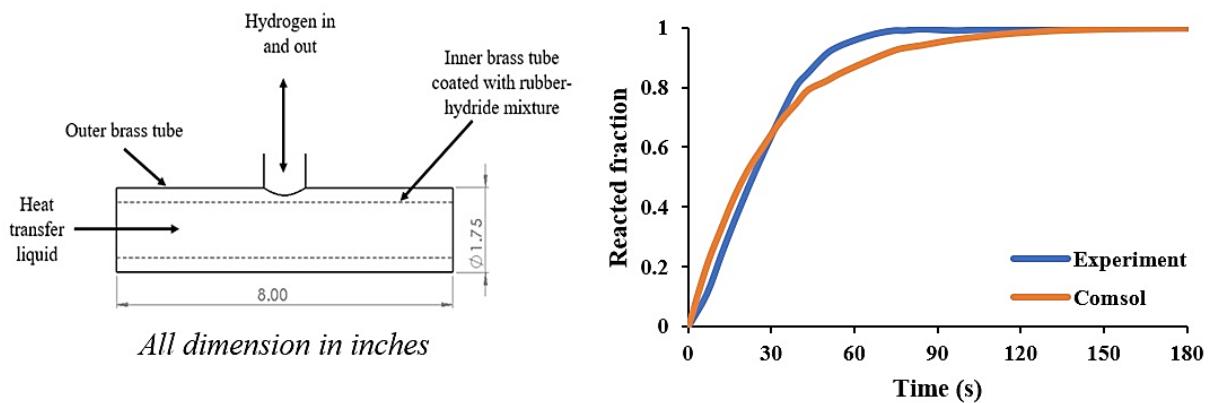 Hydrogen in
and out
Inner brass tube
coated with rubber-
hydride mixture
Outer brass tube
Heat
transfer
liquid
∅1.75
8.00
All dimension in inches
Reacted fraction
1
0.8
0.6
0.4
0.2
0
Experiment
Comsol
0 30 60 90 120 150 180
Time (s)